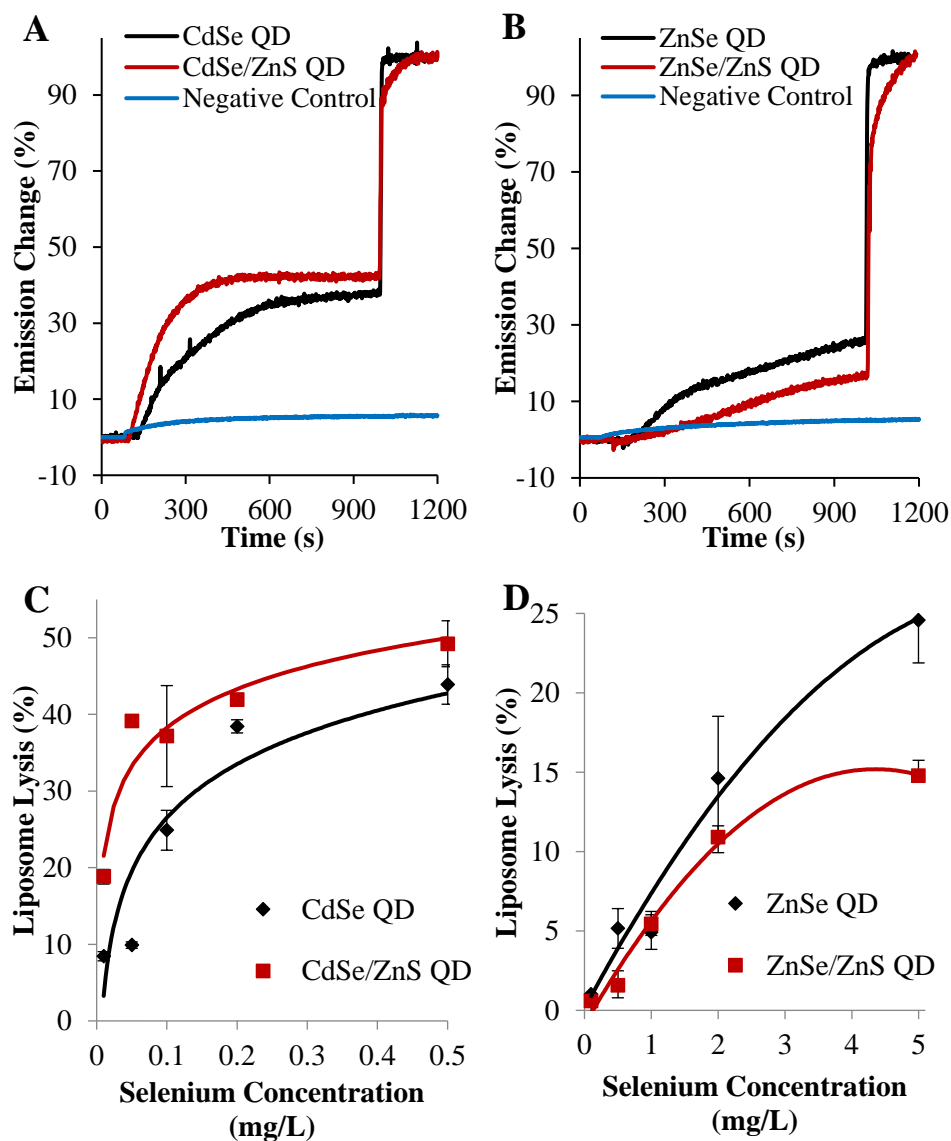 A
CdSe QD
CdSe/ZnS QD
Negative Control
Emission Change (%)
90
70
50
30
10
-10
0
300
600
900
1200
Time (s)
B
ZnSe QD
ZnSe/ZnS QD
Negative Control
Emission Change (%)
90
70
50
30
10
-10
0
300
600
900
1200
Time (s)
C
Liposome Lysis (%)
50
40
30
20
10
0
CdSe QD
CdSe/ZnS QD
0
0.1
0.2
0.3
0.4
0.5
Selenium Concentration
(mg/L)
D
Liposome Lysis (%)
25
20
15
10
5
0
ZnSe QD
ZnSe/ZnS QD
0
1
2
3
4
5
Selenium Concentration
(mg/L)